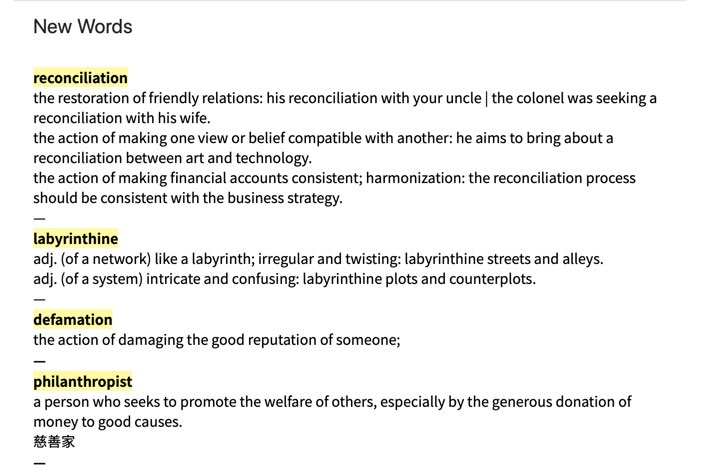 New Words
reconciliation
the restoration of friendly relations: his reconciliation with your uncle | the colonel was seeking a
reconciliation with his wife.
the action of making one view or belief compatible with another: he aims to bring about a
reconciliation between art and technology.
the action of making financial accounts consistent; harmonization: the reconciliation process
should be consistent with the business strategy.
—
labyrinthine
adj. (of a network) like a labyrinth; irregular and twisting: labyrinthine streets and alleys.
adj. (of a system) intricate and confusing: labyrinthine plots and counterplots.
—
defamation
the action of damaging the good reputation of someone;
—
philanthropist
a person who seeks to promote the welfare of others, especially by the generous donation of
money to good causes.
慈善家
—